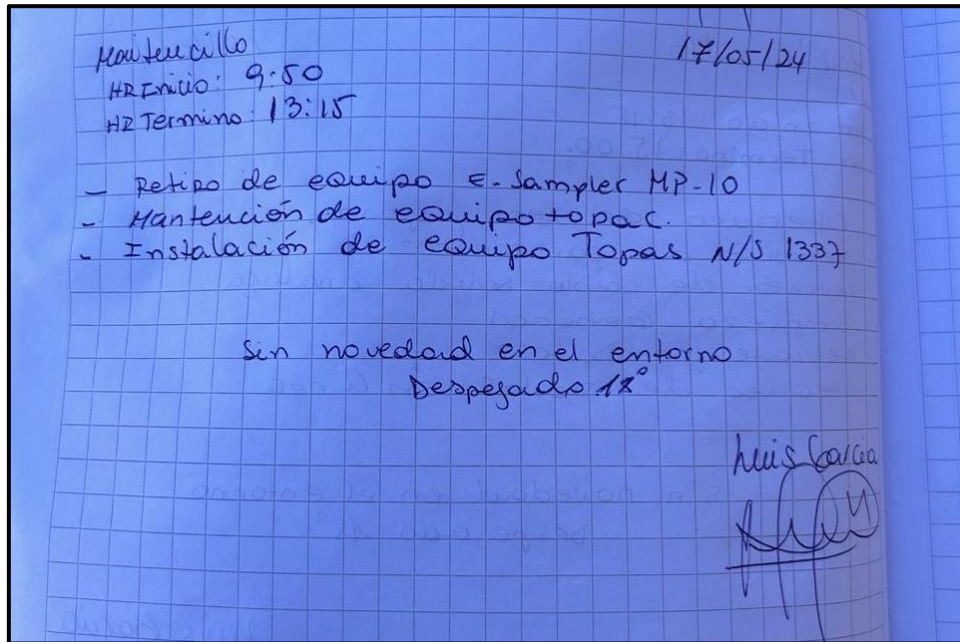 Mantencillo
17/05/24
HR Inicio: 9:50
HR Termino: 13:15
- Retiro de equipo E. Sampler MP-10
- Mantención de equipo topac.
- Instalación de equipo Topas N/S 1337
Sin novedad en el entorno
Despejado 18°
Luis Garcia